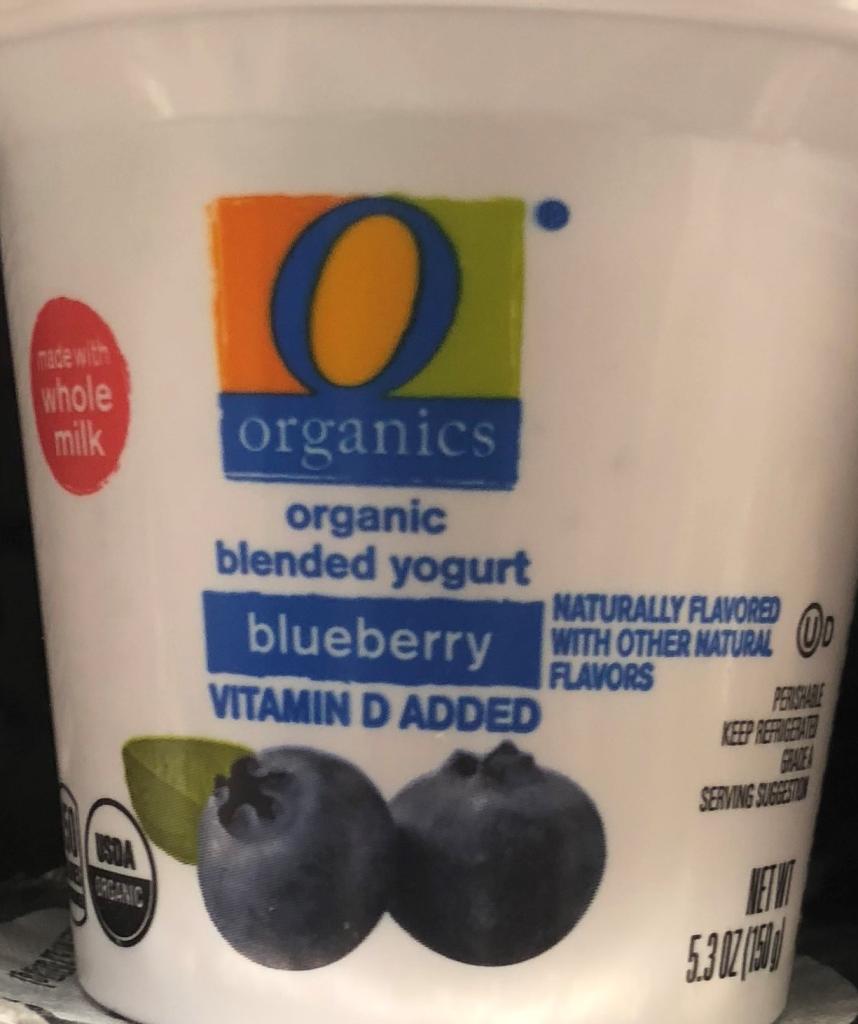 made with
whole
milk
O
organics
organic
blended yogurt
blueberry
NATURALLY FLAVORED
WITH OTHER NATURAL
FLAVORS
VITAMIN D ADDED
U D
PERISHABLE
KEEP REFRIGERATED
GRADE A
SERVING SUGGESTION
USDA
ORGANIC
NET WT
5.3 OZ (150g)